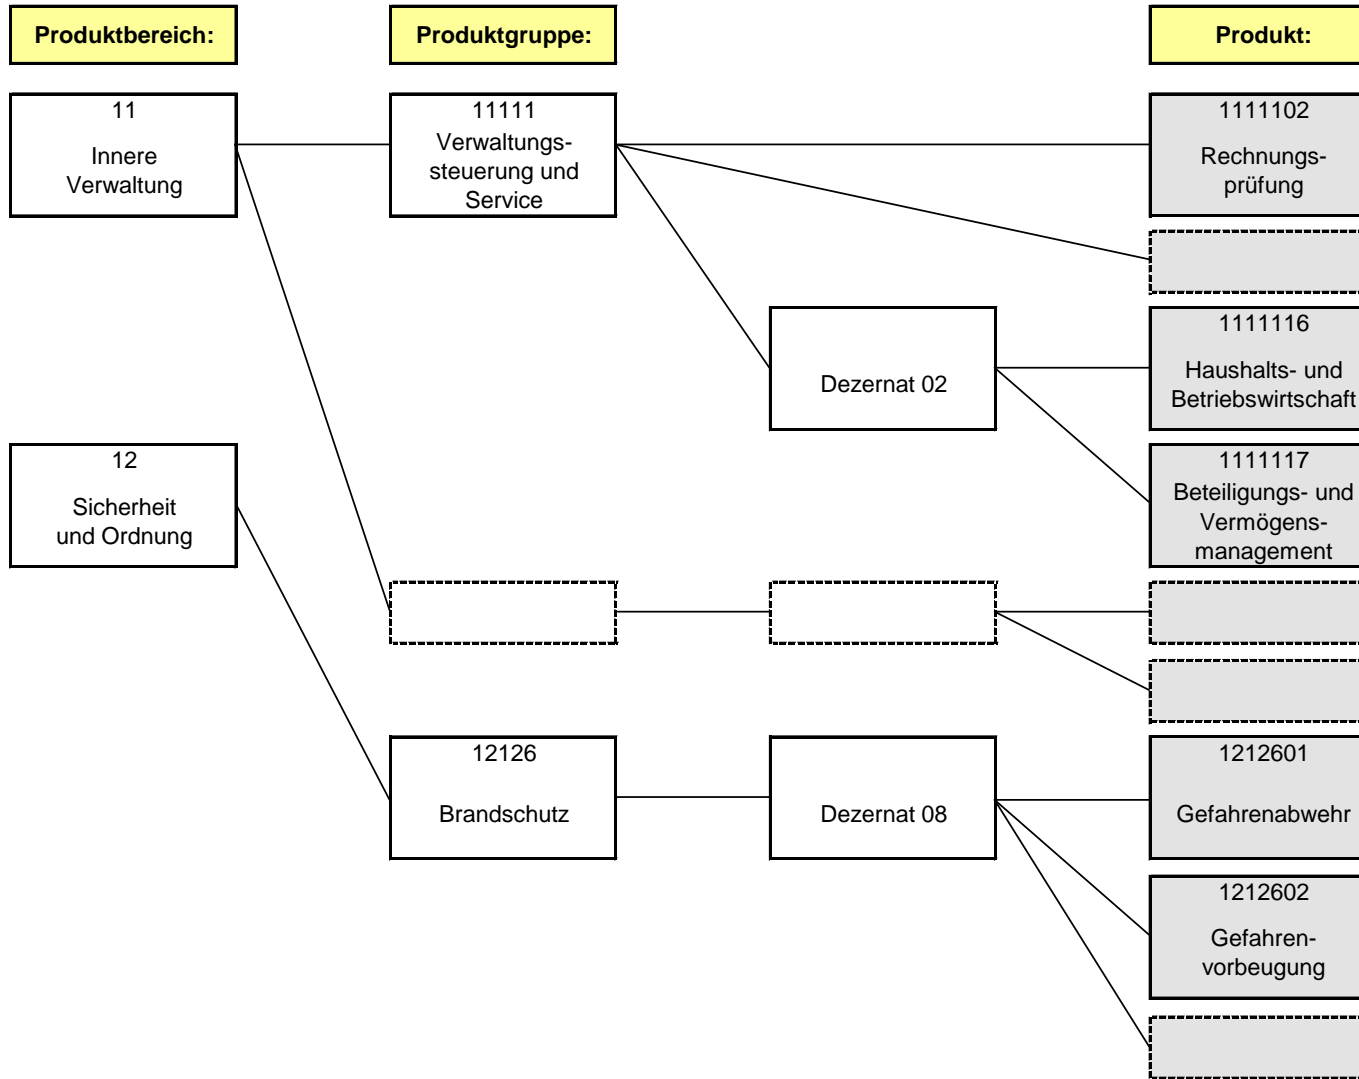 Produktbereich:
Produktgruppe:
Produkt:
11
Innere
Verwaltung
11111
Verwaltungs-
steuerung und
Service
1111102
Rechnungs-
prüfung
Dezernat 02
1111116
Haushalts- und
Betriebswirtschaft
12
Sicherheit
und Ordnung
1111117
Beteiligungs- und
Vermögens-
management
12126
Brandschutz
Dezernat 08
1212601
Gefahrenabwehr
1212602
Gefahren-
vorbeugung